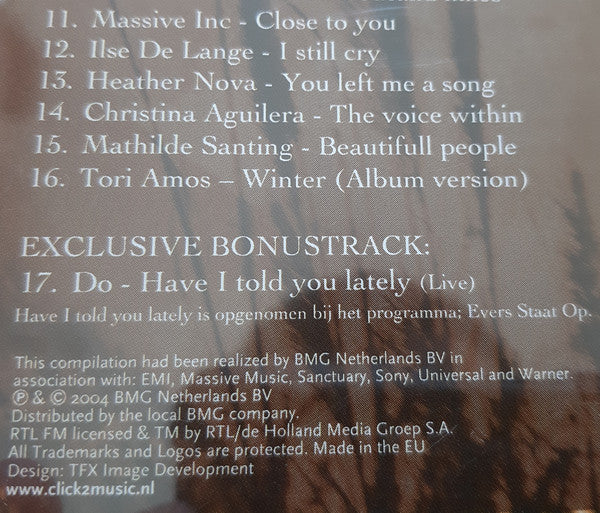 11. Massive Inc - Close to you
12. Ilse De Lange - I still cry
13. Heather Nova - You left me a song
14. Christina Aguilera - The voice within
15. Mathilde Santing - Beautifull people
16. Tori Amos – Winter (Album version)
EXCLUSIVE BONUSTRACK:
17. Do - Have I told you lately (Live)
Have I told you lately is opgenomen bij het programma; Evers Staat Op.
This compilation had been realized by BMG Netherlands BV in
association with: EMI, Massive Music, Sanctuary, Sony, Universal and Warner.
℗ & © 2004 BMG Netherlands BV
Distributed by the local BMG company.
RTL FM licensed & TM by RTL/de Holland Media Groep S.A.
All Trademarks and Logos are protected. Made in the EU
Design: TFX Image Development
www.click2music.nl